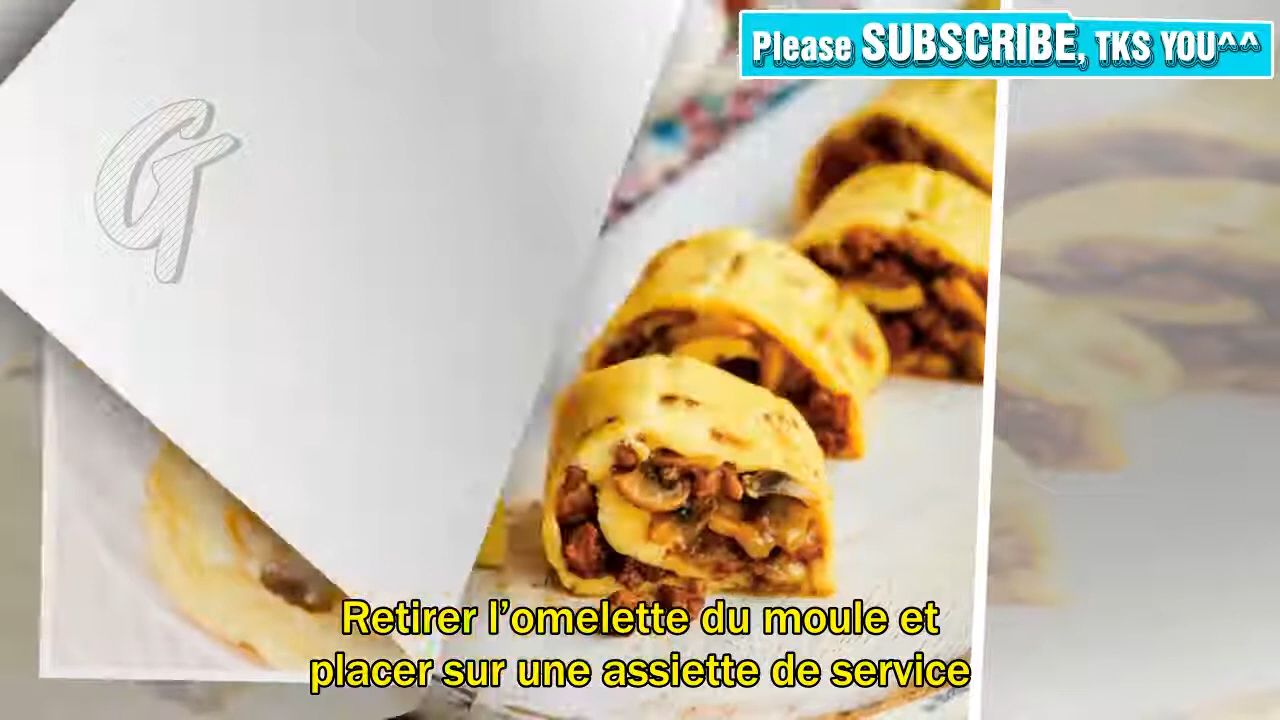 Please SUBSCRIBE, TKS YOU^^
G
Retirer l’omelette du moule et
placer sur une assiette de service